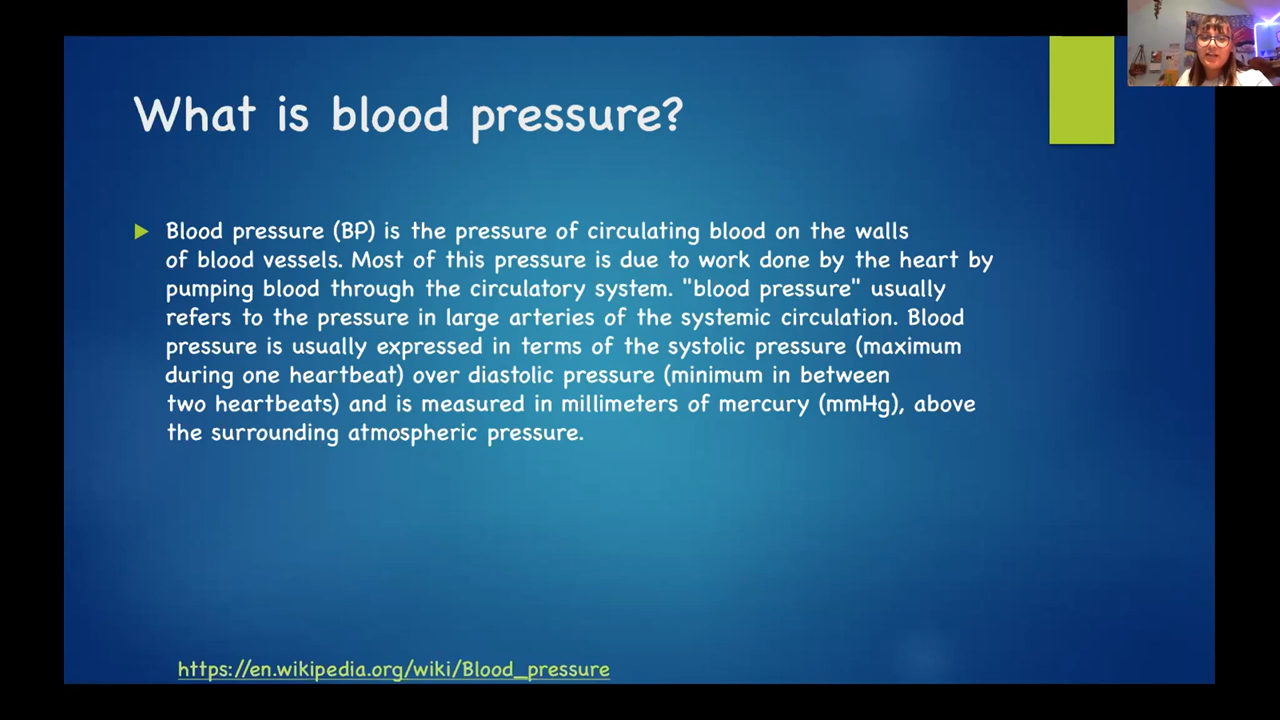 What is blood pressure?
Blood pressure (BP) is the pressure of circulating blood on the walls
of blood vessels. Most of this pressure is due to work done by the heart by
pumping blood through the circulatory system. "blood pressure" usually
refers to the pressure in large arteries of the systemic circulation. Blood
pressure is usually expressed in terms of the systolic pressure (maximum
during one heartbeat) over diastolic pressure (minimum in between
two heartbeats) and is measured in millimeters of mercury (mmHg), above
the surrounding atmospheric pressure.
https://en.wikipedia.org/wiki/Blood_pressure